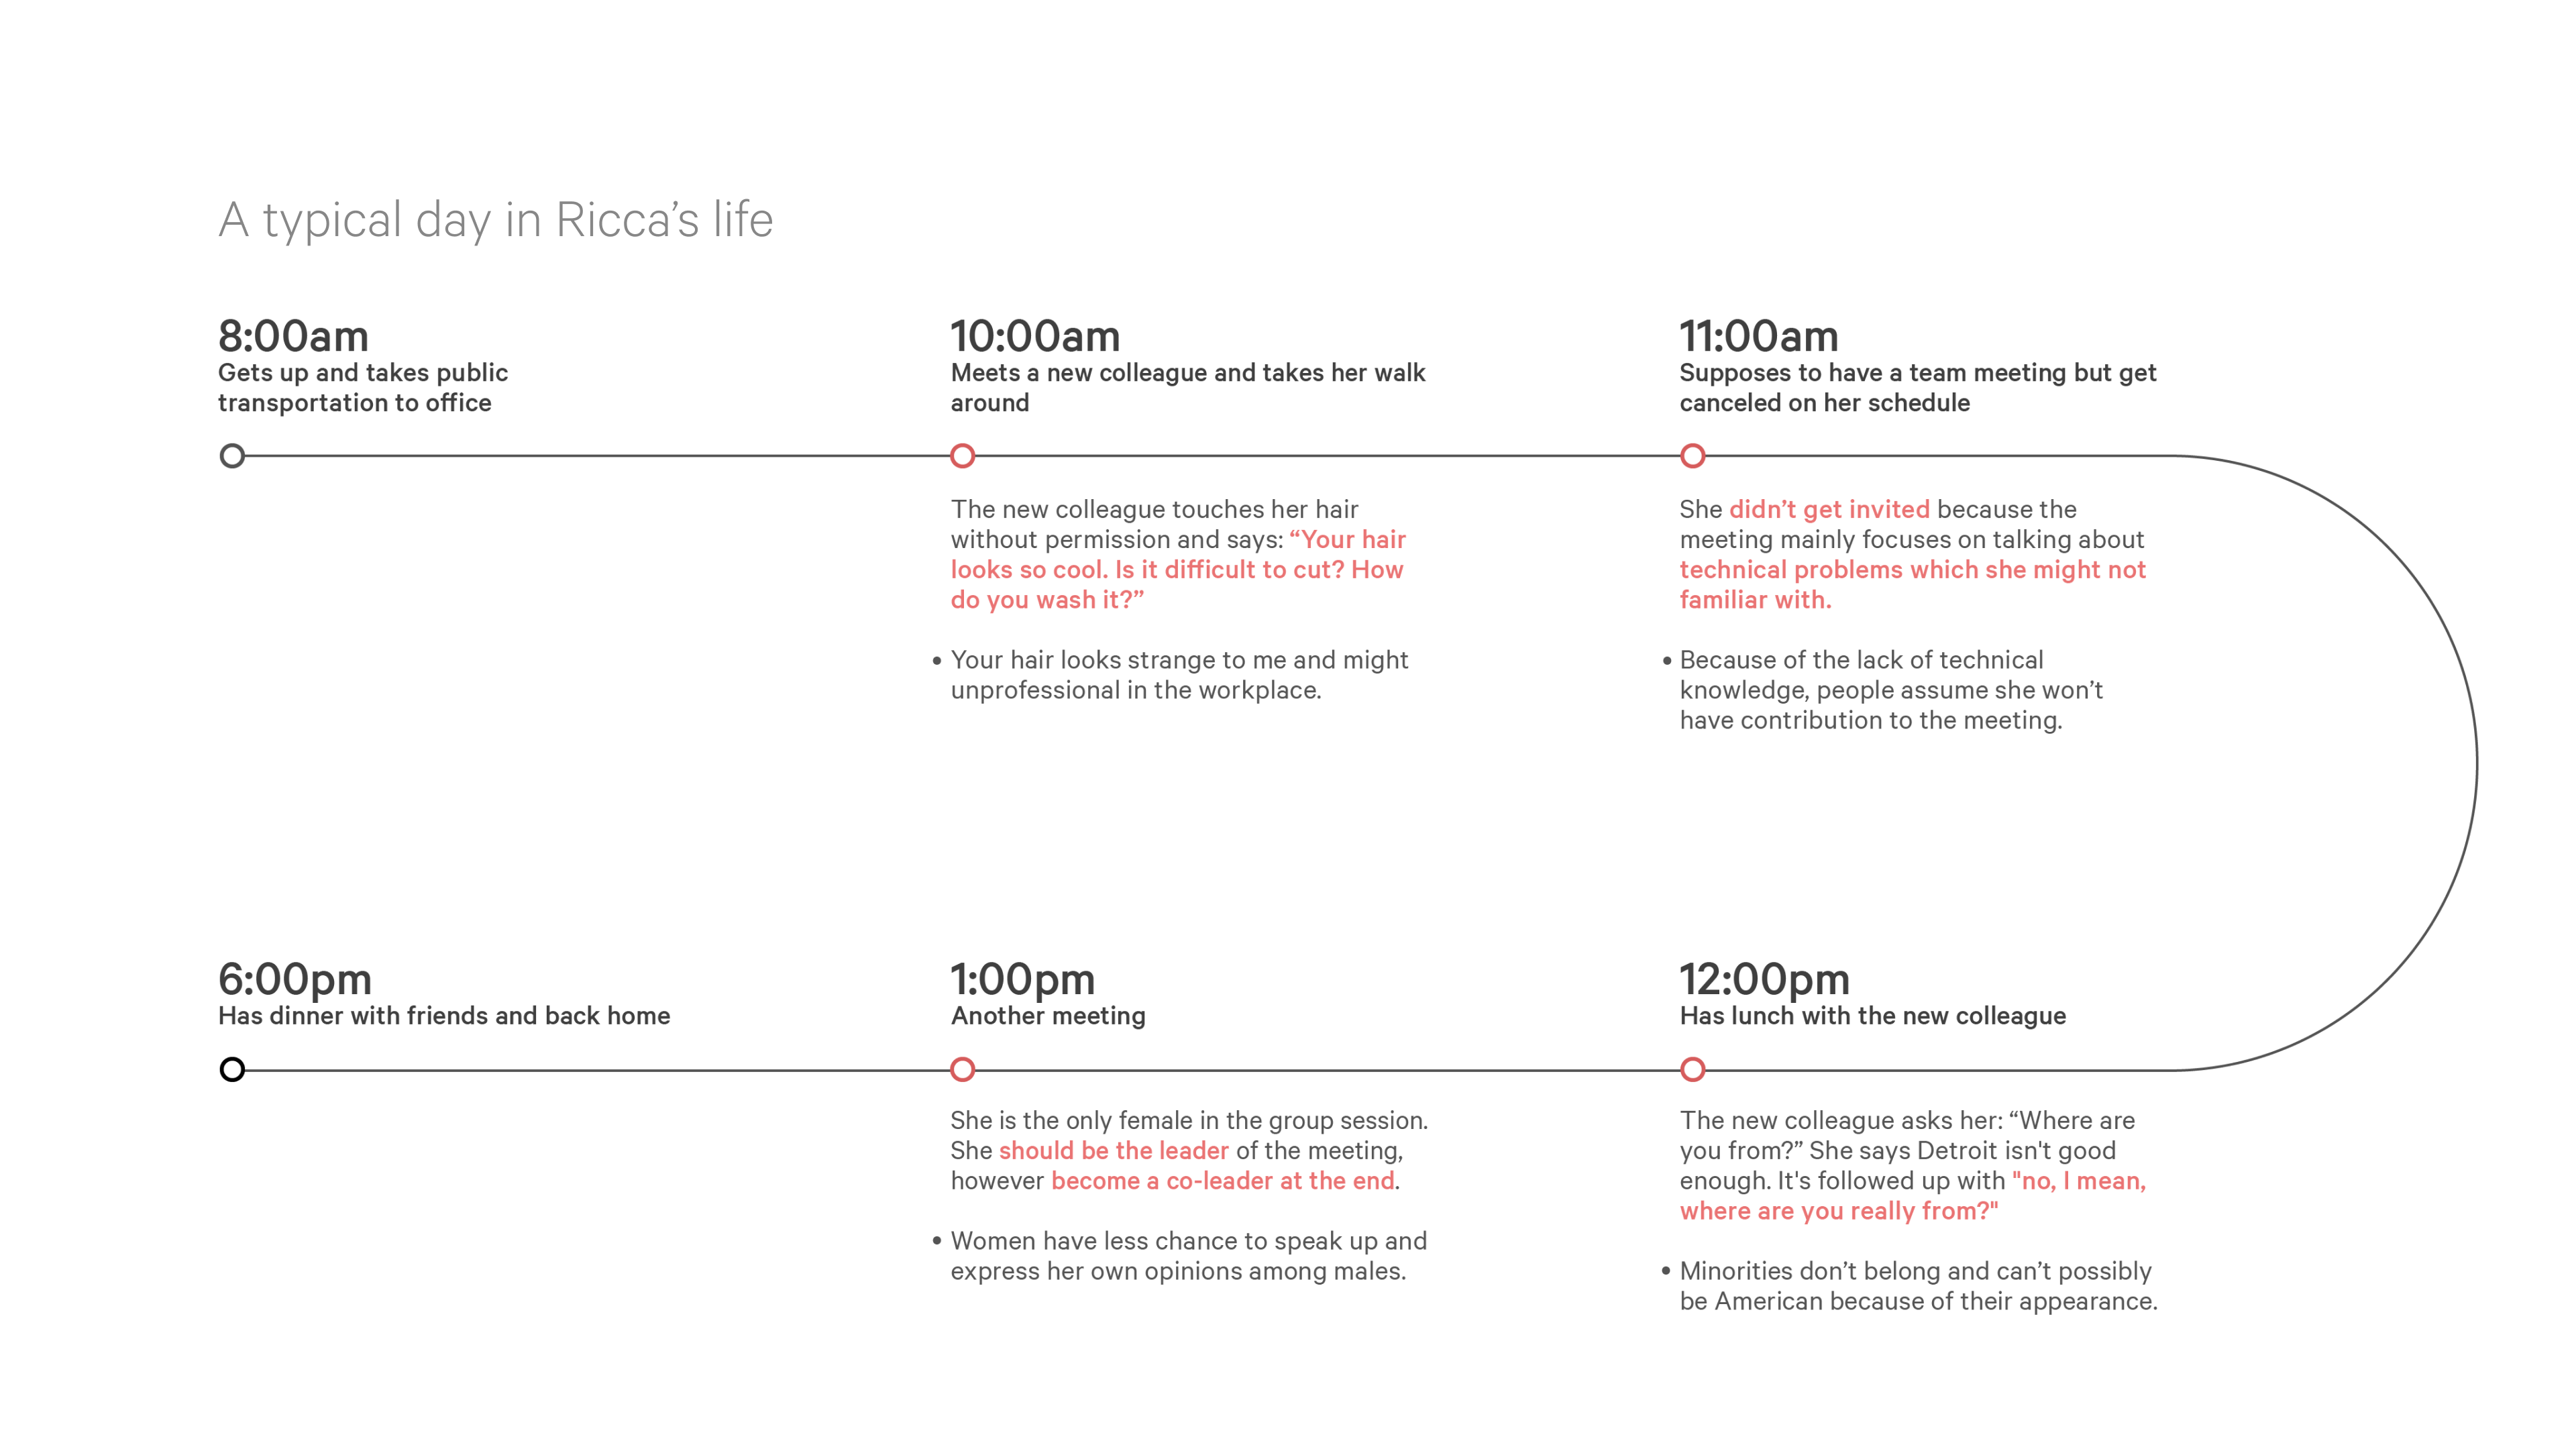 A typical day in Ricca’s life
8:00am
Gets up and takes public
transportation to office
10:00am
Meets a new colleague and takes her walk
around
The new colleague touches her hair
without permission and says: “Your hair
looks so cool. Is it difficult to cut? How
do you wash it?”
• Your hair looks strange to me and might
unprofessional in the workplace.
11:00am
Supposes to have a team meeting but get
canceled on her schedule
She didn’t get invited because the
meeting mainly focuses on talking about
technical problems which she might not
familiar with.
• Because of the lack of technical
knowledge, people assume she won’t
have contribution to the meeting.
12:00pm
Has lunch with the new colleague
The new colleague asks her: “Where are
you from?” She says Detroit isn't good
enough. It's followed up with "no, I mean,
where are you really from?"
• Minorities don’t belong and can’t possibly
be American because of their appearance.
1:00pm
Another meeting
She is the only female in the group session.
She should be the leader of the meeting,
however become a co-leader at the end.
• Women have less chance to speak up and
express her own opinions among males.
6:00pm
Has dinner with friends and back home